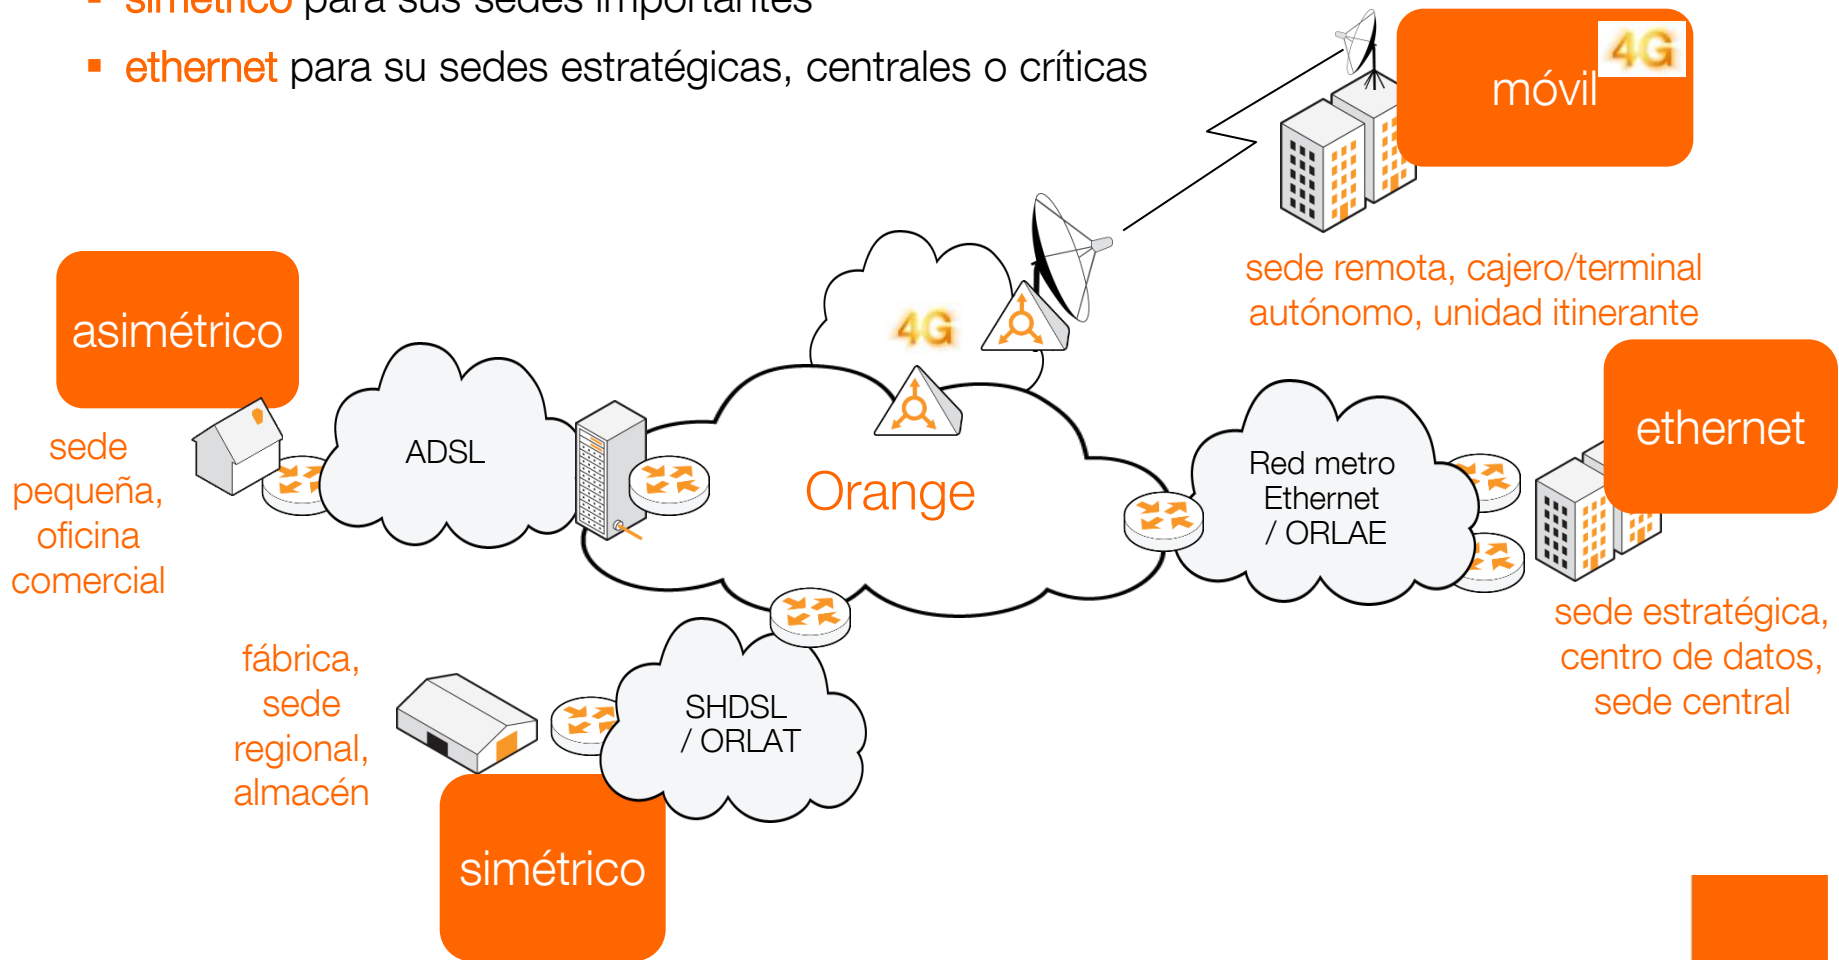 simétrico para sus sedes importantes
ethernet para su sedes estratégicas, centrales o críticas
4G
móvil
sede remota, cajero/terminal
autónomo, unidad itinerante
asimétrico
4G
sede
pequeña,
oficina
comercial
ADSL
Orange
Red metro
Ethernet
/ ORLAE
ethernet
sede estratégica,
centro de datos,
sede central
fábrica,
sede
regional,
almacén
SHDSL
/ ORLAT
simétrico